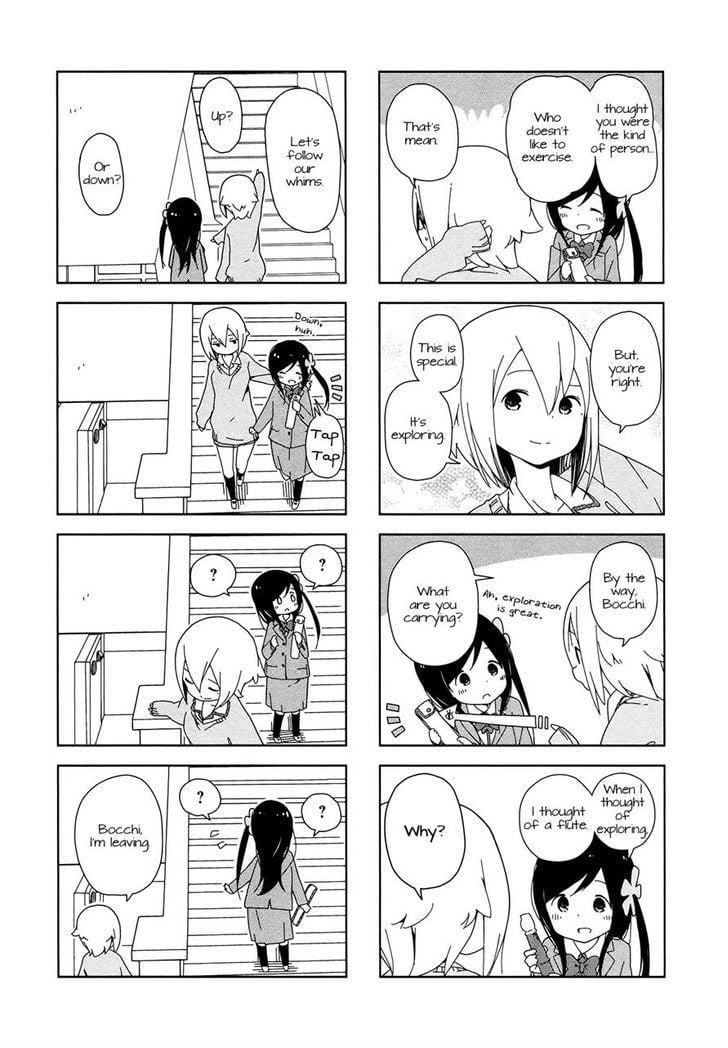 I thought
you were
the kind
of person...
Who
doesn't
like to
exercise.
That's
mean.
But,
you're
right.
This is
special.
It's
exploring.
By the
way,
Bocchi.
Ah, exploration
is great.
What
are you
carrying?
When I
thought
of
exploring,
I thought
of a flute.
Why?
Let's
follow
our
whims.
Up?
Or
down?
Down,
huh.
Tap
Tap
?
?
?
?
Bocchi,
I'm leaving.